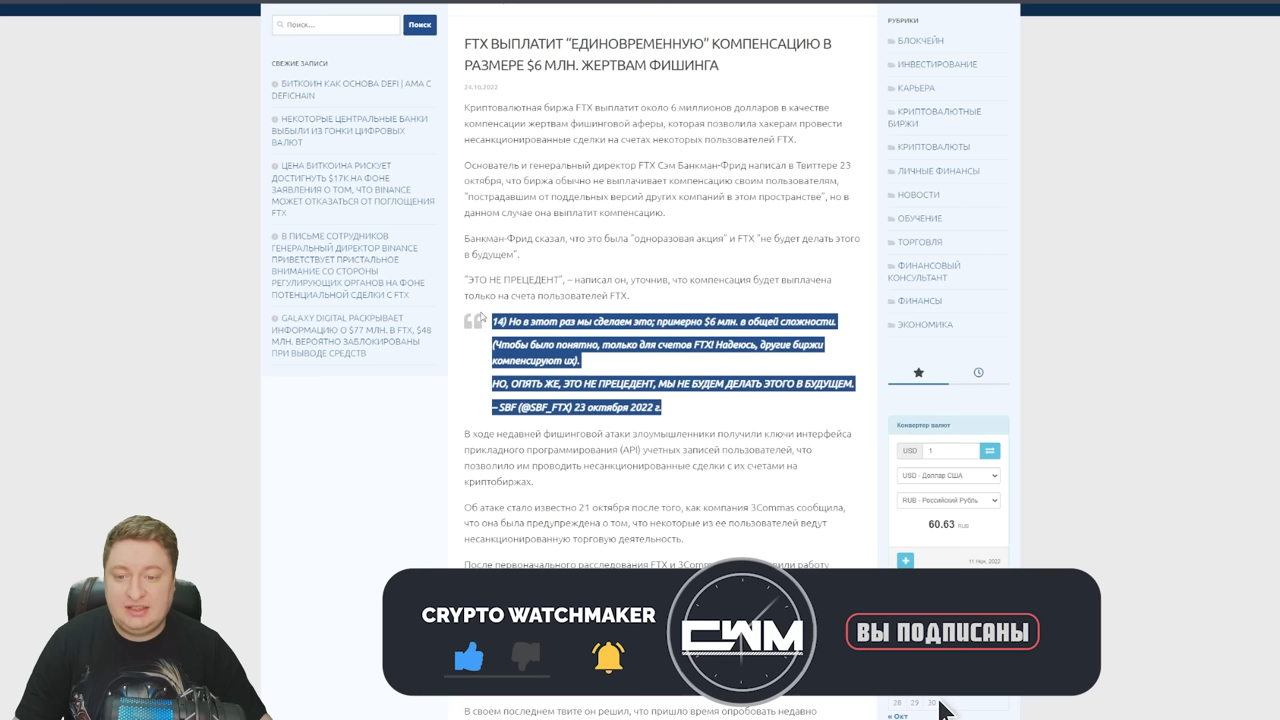 Поиск...
Поиск
СВЕЖИЕ ЗАПИСИ
БИТКОИН КАК ОСНОВА DEFI | AMA С
DEFICHAIN
НЕКОТОРЫЕ ЦЕНТРАЛЬНЫЕ БАНКИ
ВЫБЫЛИ ИЗ ГОНКИ ЦИФРОВЫХ
ВАЛЮТ
ЦЕНА БИТКОИНА РИСКУЕТ
ДОСТИГНУТЬ $17K НА ФОНЕ
ЗАЯВЛЕНИЯ О ТОМ, ЧТО BINANCE
МОЖЕТ ОТКАЗАТЬСЯ ОТ ПОГЛОЩЕНИЯ
FTX
В ПИСЬМЕ СОТРУДНИКОВ
ГЕНЕРАЛЬНЫЙ ДИРЕКТОР BINANCE
ПРИВЕТСТВУЕТ ПРИСТАЛЬНОЕ
ВНИМАНИЕ СО СТОРОНЫ
РЕГУЛИРУЮЩИХ ОРГАНОВ НА ФОНЕ
ПОТЕНЦИАЛЬНОЙ СДЕЛКИ С FTX
GALAXY DIGITAL РАСКРЫВАЕТ
ИНФОРМАЦИЮ О $77 МЛН. В FTX, $48
МЛН. ВЕРОЯТНО ЗАБЛОКИРОВАНЫ
ПРИ ВЫВОДЕ СРЕДСТВ
FTX ВЫПЛАТИТ "ЕДИНОВРЕМЕННУЮ" КОМПЕНСАЦИЮ В
РАЗМЕРЕ $6 МЛН. ЖЕРТВАМ ФИШИНГА
24.10.2022
Криптовалютная биржа FTX выплатит около 6 миллионов долларов в качестве
компенсации жертвам фишинговой аферы, которая позволила хакерам провести
несанкционированные сделки на счетах некоторых пользователей FTX.
Основатель и генеральный директор FTX Сэм Банкман-Фрид написал в Твиттере 23
октября, что биржа обычно не выплачивает компенсацию своим пользователям,
"пострадавшим от поддельных версий других компаний в этом пространстве", но в
данном случае она выплатит компенсацию.
Банкман-Фрид сказал, что это была "одноразовая акция" и FTX "не будет делать этого
в будущем".
"ЭТО НЕ ПРЕЦЕДЕНТ", – написал он, уточнив, что компенсация будет выплачена
только на счета пользователей FTX.
14) Но в этот раз мы сделаем это; примерно $6 млн. в общей сложности.
(Чтобы было понятно, только для счетов FTX! Надеюсь, другие биржи
компенсируют их).
НО, ОПЯТЬ ЖЕ, ЭТО НЕ ПРЕЦЕДЕНТ, МЫ НЕ БУДЕМ ДЕЛАТЬ ЭТОГО В БУДУЩЕМ.
– SBF (@SBF_FTX) 23 октября 2022 г.
В ходе недавней фишинговой атаки злоумышленники получили ключи интерфейса
прикладного программирования (API) учетных записей пользователей, что
позволило им проводить несанкционированные сделки с их счетами на
криптобиржах.
Об атаке стало известно 21 октября после того, как компания 3Commas сообщила,
что она была предупреждена о том, что некоторые из ее пользователей ведут
несанкционированную торговую деятельность.
После первоначального расследования FTX и работу
В своем последнем твите он решил, что пришло время опробовать недавно
РУБРИКИ
БЛОКЧЕЙН
ИНВЕСТИРОВАНИЕ
КАРЬЕРА
КРИПТОВАЛЮТНЫЕ
БИРЖИ
КРИПТОВАЛЮТЫ
ЛИЧНЫЕ ФИНАНСЫ
НОВОСТИ
ОБУЧЕНИЕ
ТОРГОВЛЯ
ФИНАНСОВЫЙ
КОНСУЛЬТАНТ
ФИНАНСЫ
ЭКОНОМИКА
Конвертер валют
USD 1
USD - Доллар США
RUB - Российский Рубль
60.63 RUB
11 Ноя, 2022
28 29 30
« Окт
CRYPTO WATCHMAKER
CWM
ВЫ ПОДПИСАНЫ